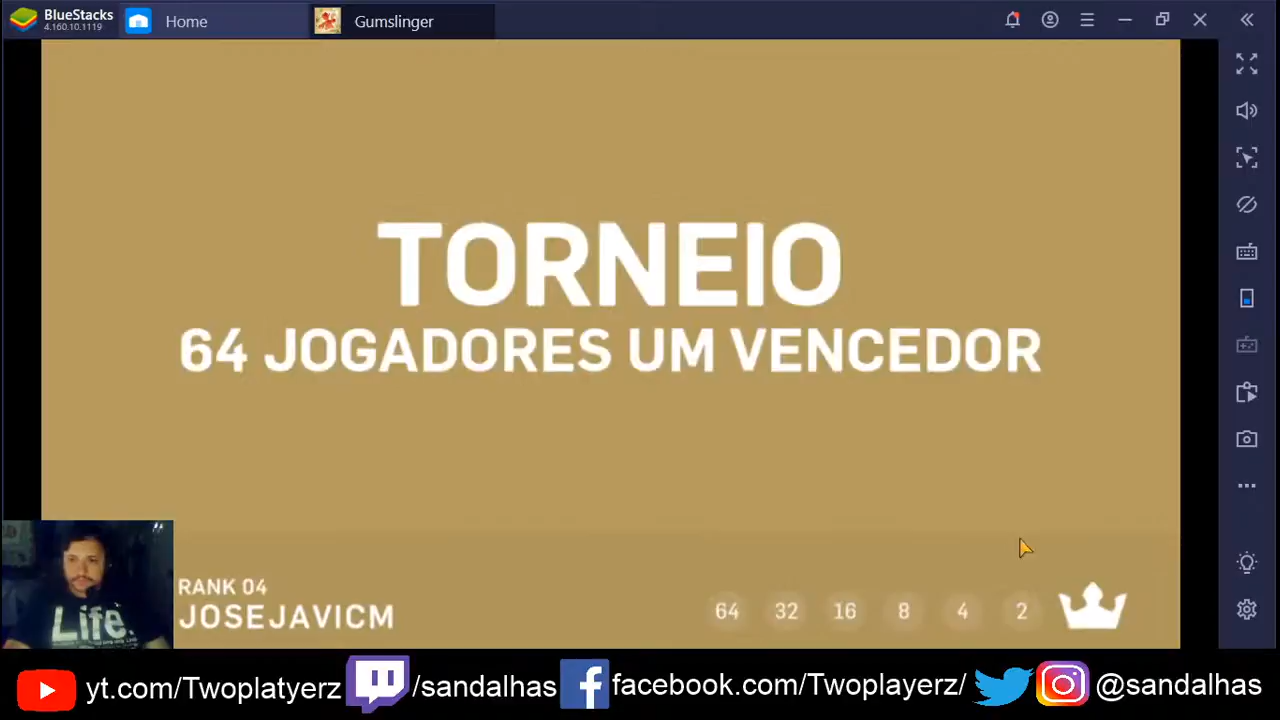 BlueStacks
4.160.10.1119
Home
Gumslinger
TORNEIO
64 JOGADORES UM VENCEDOR
RANK 04
JOSEJAVICM
64 32 16 8 4 2
Life.
yt.com/Twoplatyerz /sandalhas facebook.com/Twoplayerz/ @sandalhas